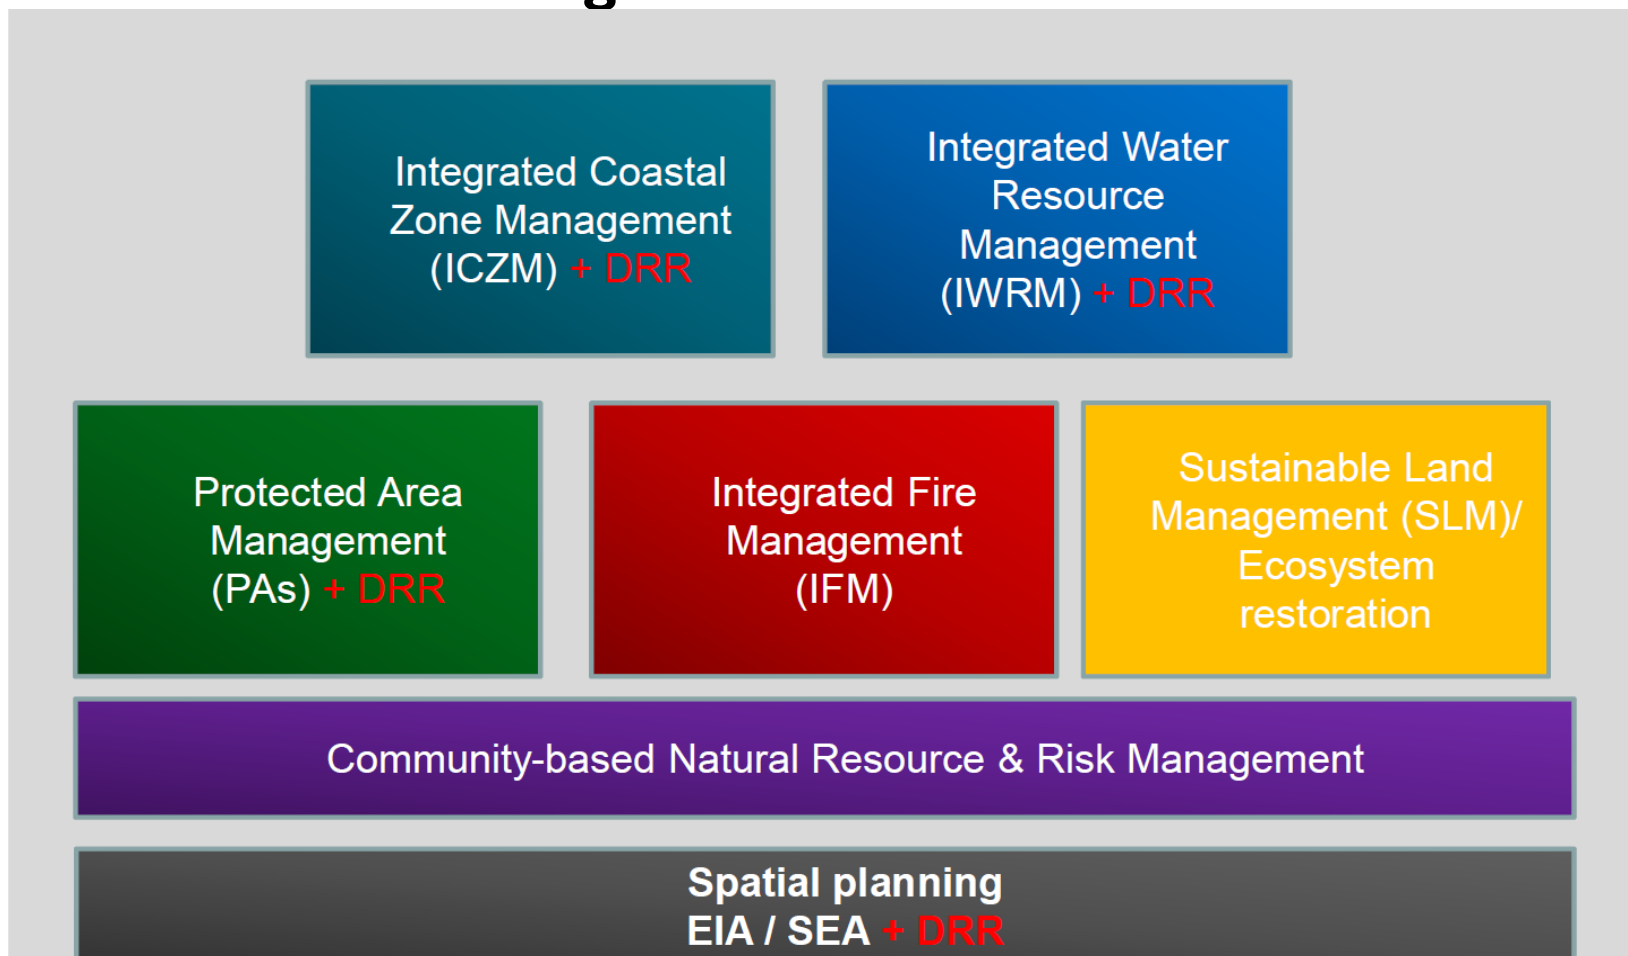 Integrated Coastal
Zone Management
(ICZM) + DRR
Integrated Water
Resource
Management
(IWRM) + DRR
Protected Area
Management
(PAs) + DRR
Integrated Fire
Management
(IFM)
Sustainable Land
Management (SLM)/
Ecosystem
restoration
Community-based Natural Resource & Risk Management
Spatial planning
EIA / SEA + DRR